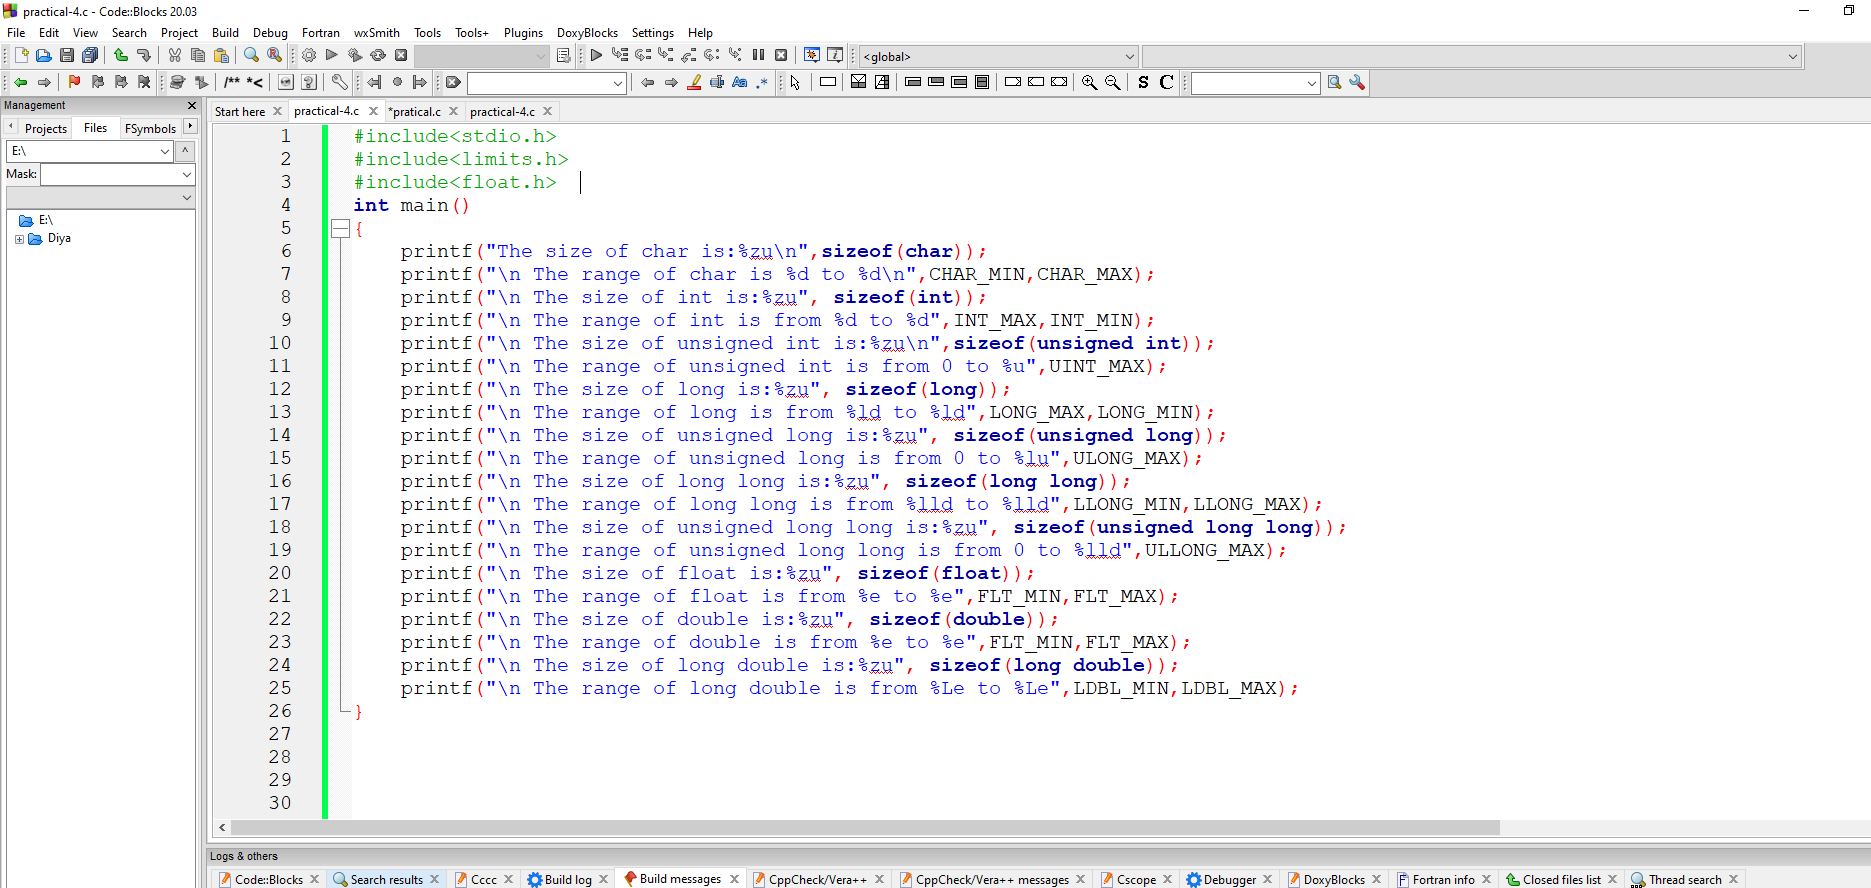 practical-4.c - Code::Blocks 20.03
File Edit View Search Project Build Debug Fortran wxSmith Tools Tools+ Plugins DoxyBlocks Settings Help
<global>
/** *< Aa .* S C
Management
Projects Files FSymbols
E:\
^
Mask:
E:\
Diya
Start here practical-4.c *pratical.c practical-4.c
1 #include<stdio.h>
2 #include<limits.h>
3 #include<float.h>
4 int main()
5 {
6 printf("The size of char is:%zu\n",sizeof(char));
7 printf("\n The range of char is %d to %d\n",CHAR_MIN,CHAR_MAX);
8 printf("\n The size of int is:%zu", sizeof(int));
9 printf("\n The range of int is from %d to %d",INT_MAX,INT_MIN);
10 printf("\n The size of unsigned int is:%zu\n",sizeof(unsigned int));
11 printf("\n The range of unsigned int is from 0 to %u",UINT_MAX);
12 printf("\n The size of long is:%zu", sizeof(long));
13 printf("\n The range of long is from %ld to %ld",LONG_MAX,LONG_MIN);
14 printf("\n The size of unsigned long is:%zu", sizeof(unsigned long));
15 printf("\n The range of unsigned long is from 0 to %lu",ULONG_MAX);
16 printf("\n The size of long long is:%zu", sizeof(long long));
17 printf("\n The range of long long is from %lld to %lld",LLONG_MIN,LLONG_MAX);
18 printf("\n The size of unsigned long long is:%zu", sizeof(unsigned long long));
19 printf("\n The range of unsigned long long is from 0 to %lld",ULLONG_MAX);
20 printf("\n The size of float is:%zu", sizeof(float));
21 printf("\n The range of float is from %e to %e",FLT_MIN,FLT_MAX);
22 printf("\n The size of double is:%zu", sizeof(double));
23 printf("\n The range of double is from %e to %e",FLT_MIN,FLT_MAX);
24 printf("\n The size of long double is:%zu", sizeof(long double));
25 printf("\n The range of long double is from %Le to %Le",LDBL_MIN,LDBL_MAX);
26 }
27
28
29
30
Logs & others
Code::Blocks Search results Cccc Build log Build messages CppCheck/Vera++ CppCheck/Vera++ messages Cscope Debugger DoxyBlocks Fortran info Closed files list Thread search